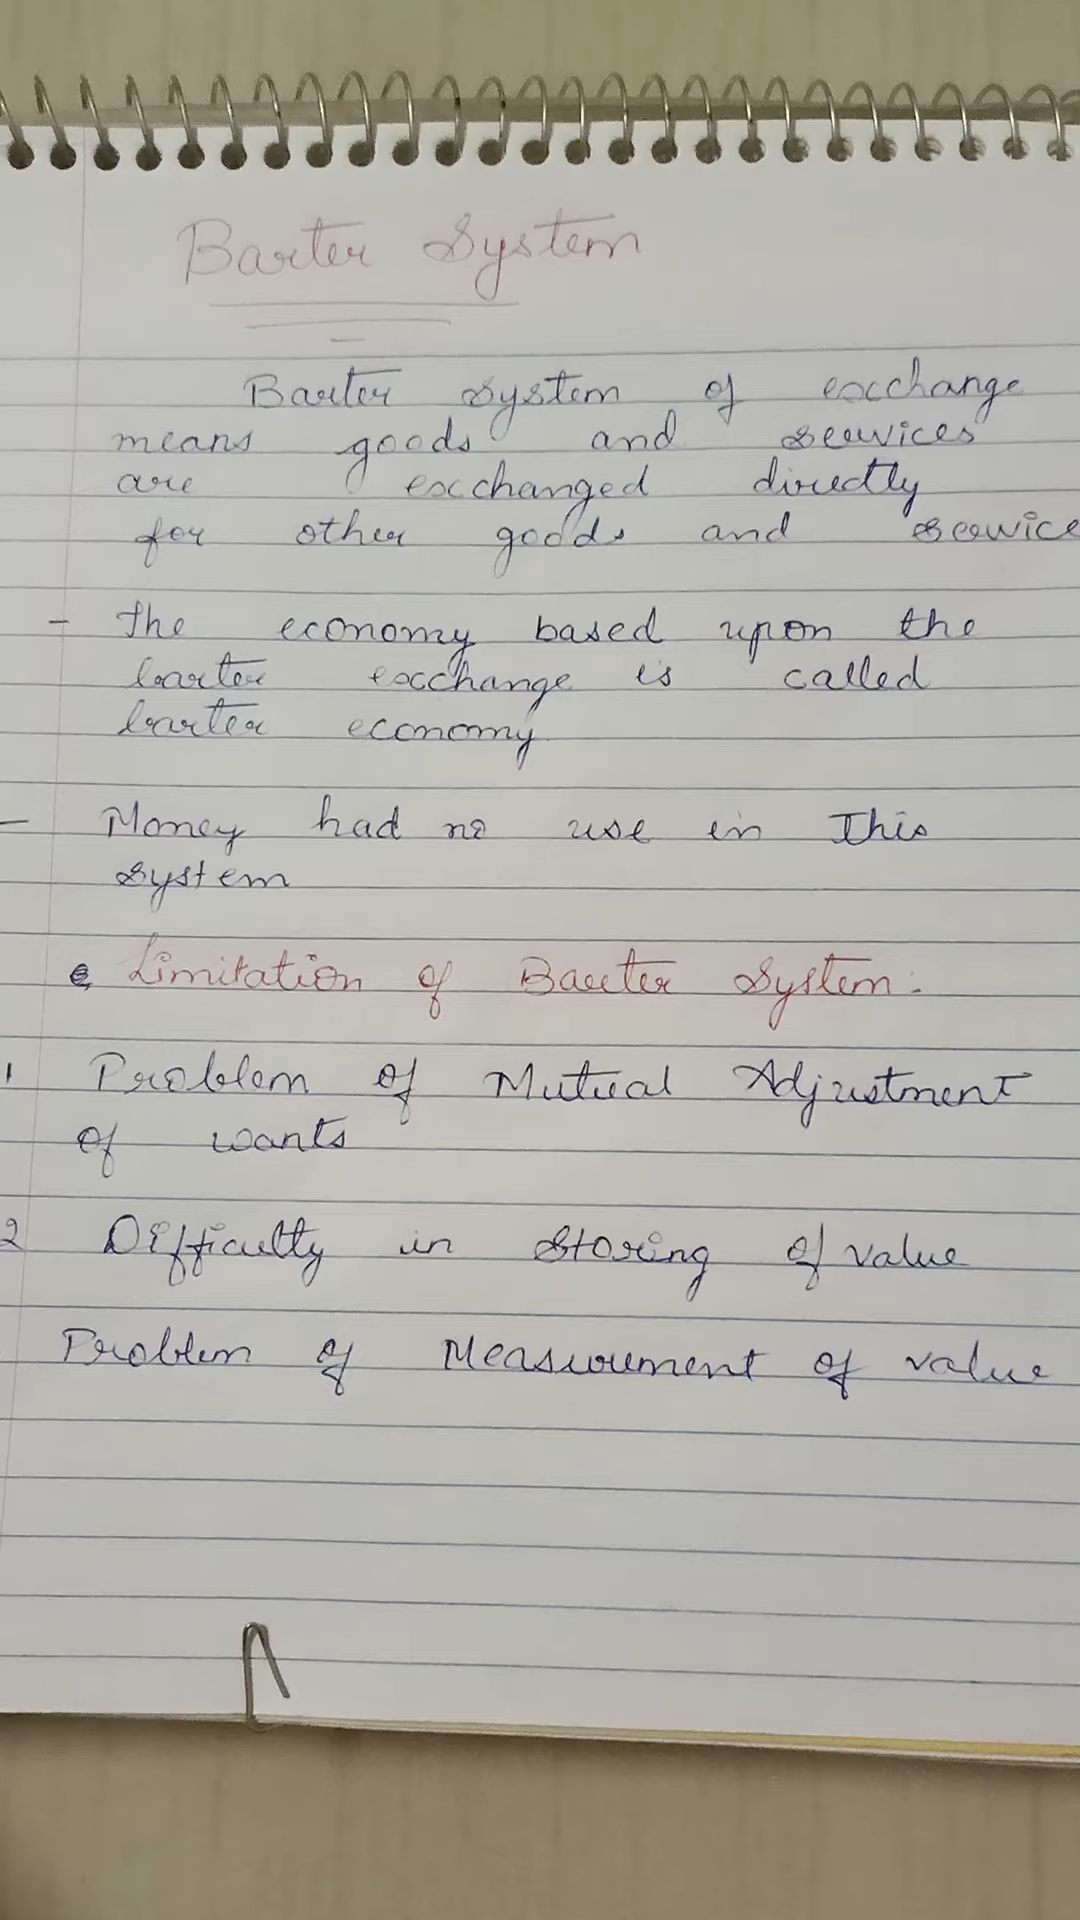 Barter System
Barter system of exchange
means goods and services
are exchanged directly
for other goods and service
- The economy based upon the
barter exchange is called
barter economy
- Money had no use in This
system
Limitation of Barter System.
1 Problem of Mutual Adjustment
of wants
2 Difficulty in Storing of value
Problem of Measurement of value